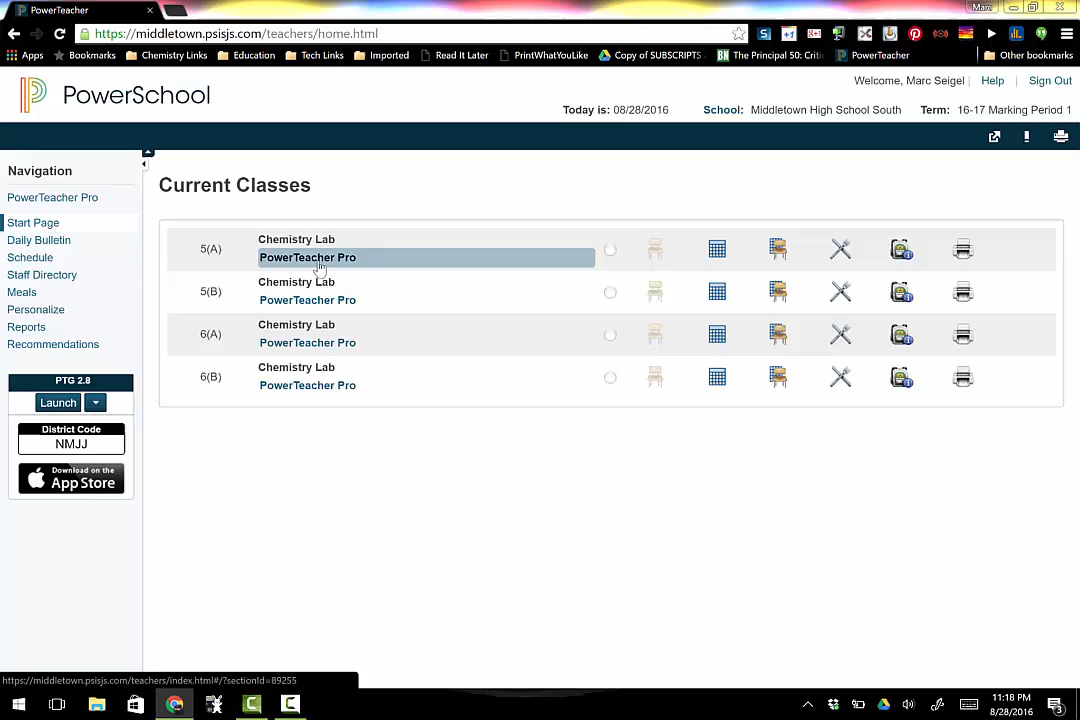 PowerTeacher
Marc
https://middletown.psisjs.com/teachers/home.html
Apps
Bookmarks
Chemistry Links
Education
Tech Links
Imported
Read It Later
PrintWhatYouLike
Copy of SUBSCRIPTS
The Principal 50: Criti
PowerTeacher
Other bookmarks
PowerSchool
Welcome, Marc Seigel | Help | Sign Out
Today is: 08/28/2016 School: Middletown High School South Term: 16-17 Marking Period 1
Navigation
PowerTeacher Pro
Start Page
Daily Bulletin
Schedule
Staff Directory
Meals
Personalize
Reports
Recommendations
PTG 2.8
Launch
District Code
NMJJ
Download on the
App Store
Current Classes
5(A)
Chemistry Lab
PowerTeacher Pro
5(B)
Chemistry Lab
PowerTeacher Pro
6(A)
Chemistry Lab
PowerTeacher Pro
6(B)
Chemistry Lab
PowerTeacher Pro
https://middletown.psisjs.com/teachers/index.html#/?sectionId=89255
11:18 PM
8/28/2016
3